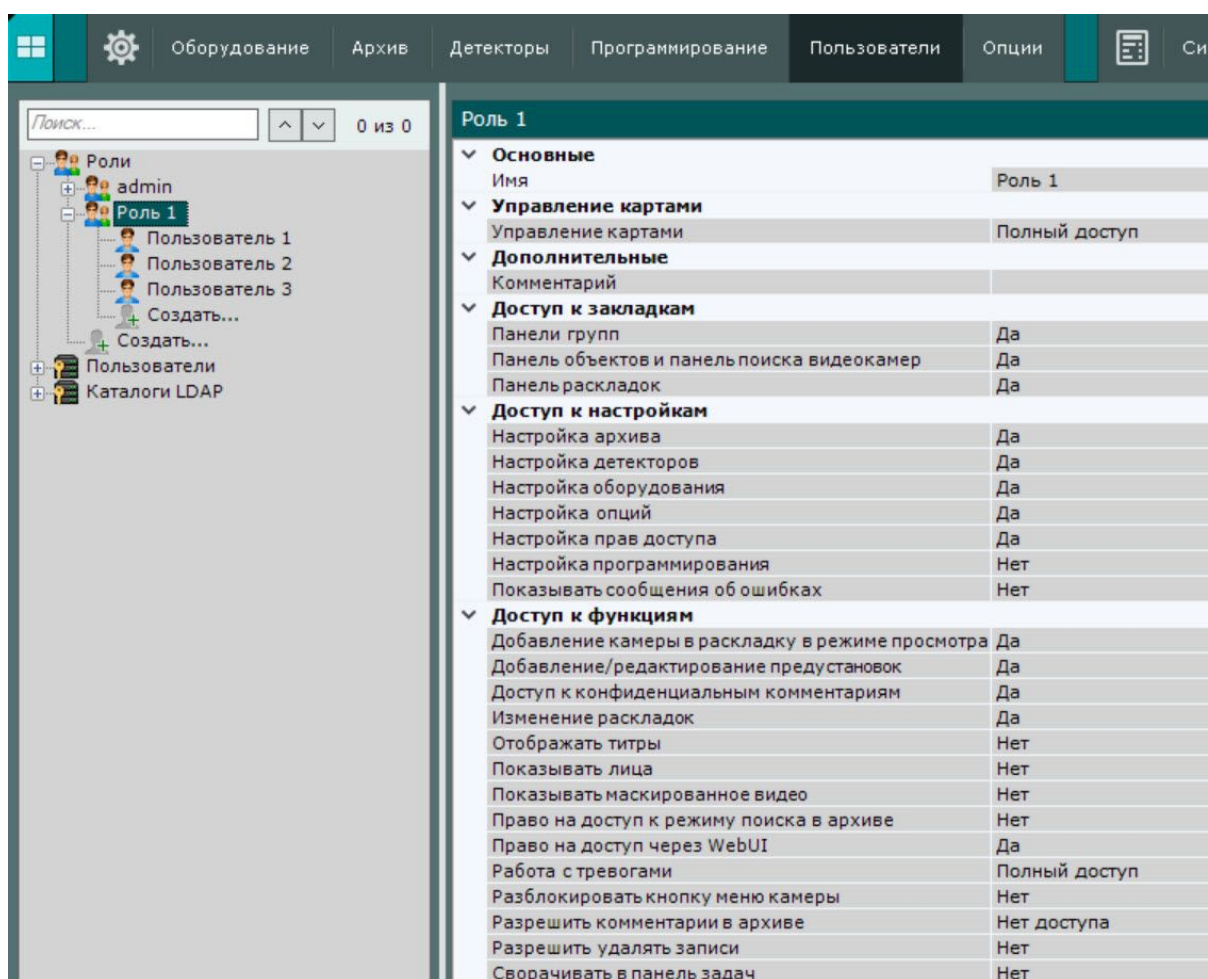 Оборудование Архив Детекторы Программирование Пользователи Опции Си
Поиск... 0 из 0
Роли
admin
Роль 1
Пользователь 1
Пользователь 2
Пользователь 3
Создать...
Создать...
Пользователи
Каталоги LDAP
Роль 1
Основные
Имя Роль 1
Управление картами
Управление картами Полный доступ
Дополнительные
Комментарий
Доступ к закладкам
Панели групп Да
Панель объектов и панель поиска видеокамер Да
Панель раскладок Да
Доступ к настройкам
Настройка архива Да
Настройка детекторов Да
Настройка оборудования Да
Настройка опций Да
Настройка прав доступа Да
Настройка программирования Нет
Показывать сообщения об ошибках Нет
Доступ к функциям
Добавление камеры в раскладку в режиме просмотра Да
Добавление/редактирование предустановок Да
Доступ к конфиденциальным комментариям Да
Изменение раскладок Да
Отображать титры Нет
Показывать лица Нет
Показывать маскированное видео Нет
Право на доступ к режиму поиска в архиве Нет
Право на доступ через WebUI Да
Работа с тревогами Полный доступ
Разблокировать кнопку меню камеры Нет
Разрешить комментарии в архиве Нет доступа
Разрешить удалять записи Нет
Сворачивать в панель задач Нет